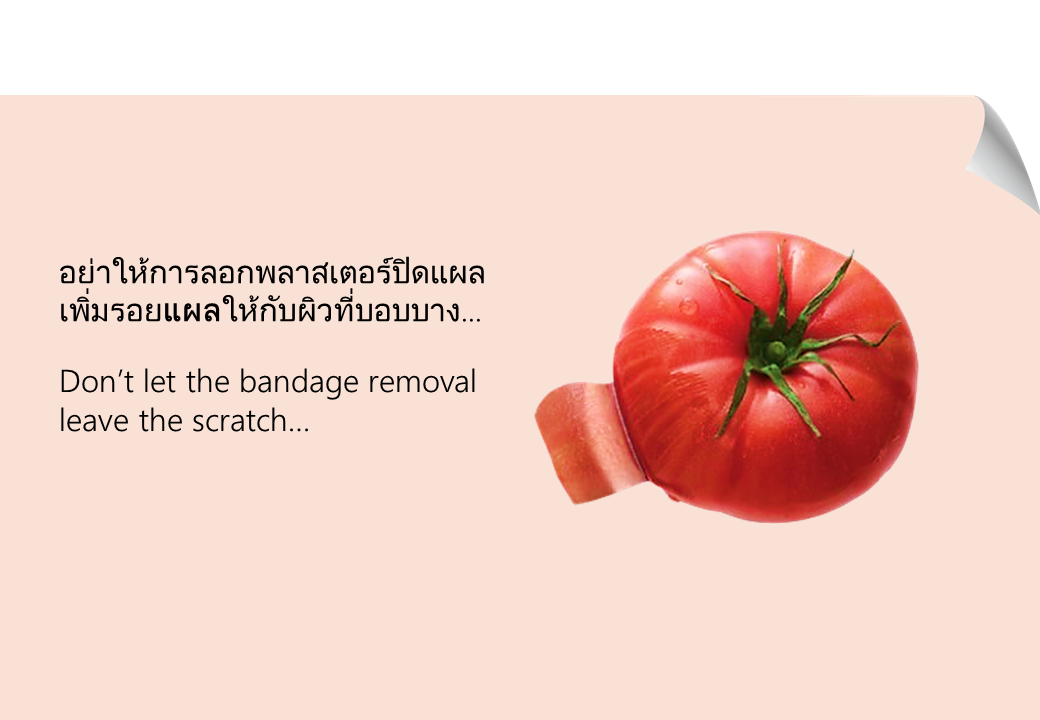 อย่าให้การลอกพลาสเตอร์ปิดแผล
เพิ่มรอยแผลให้กับผิวที่บอบบาง...
Don’t let the bandage removal
leave the scratch...